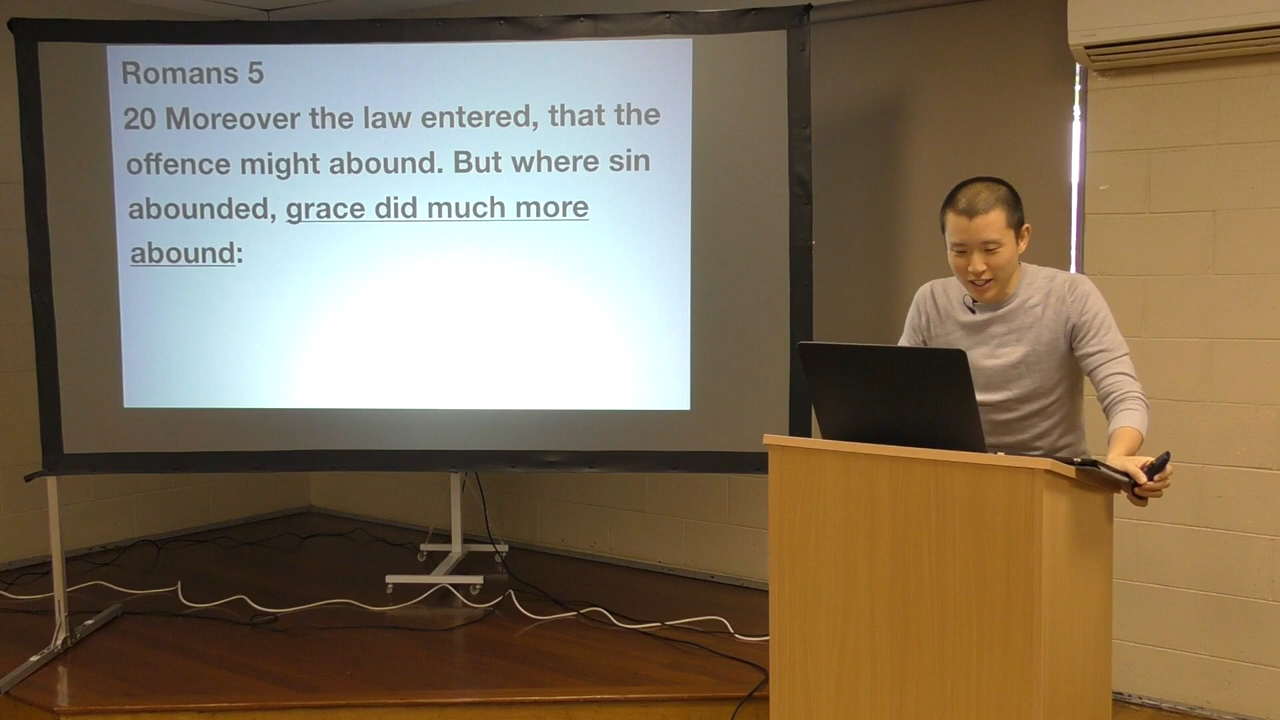 Romans 5
20 Moreover the law entered, that the
offence might abound. But where sin
abounded, grace did much more
abound: